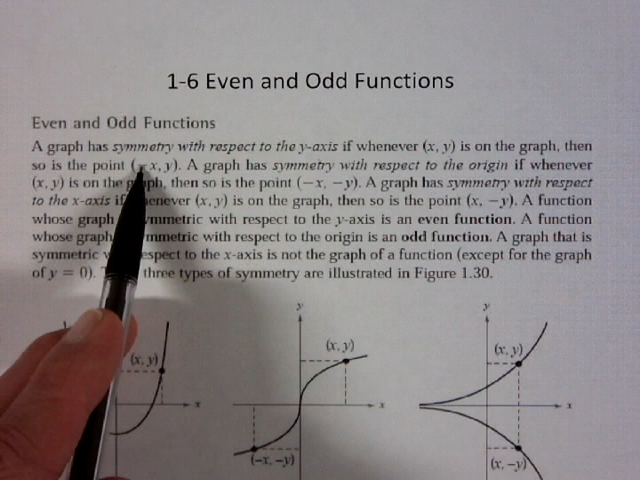 1-6 Even and Odd Functions
Even and Odd Functions
A graph has symmetry with respect to the y-axis if whenever (x, y) is on the graph, then
so is the point (−x, y). A graph has symmetry with respect to the origin if whenever
(x, y) is on the graph, then so is the point (−x, −y). A graph has symmetry with respect
to the x-axis if whenever (x, y) is on the graph, then so is the point (x, −y). A function
whose graph symmetric with respect to the y-axis is an even function. A function
whose graph symmetric with respect to the origin is an odd function. A graph that is
symmetric respect to the x-axis is not the graph of a function (except for the graph
of y = 0). three types of symmetry are illustrated in Figure 1.30.
y y
(x, y) (x, y) (x, y)
x x x
(−x, −y) (x, −y)